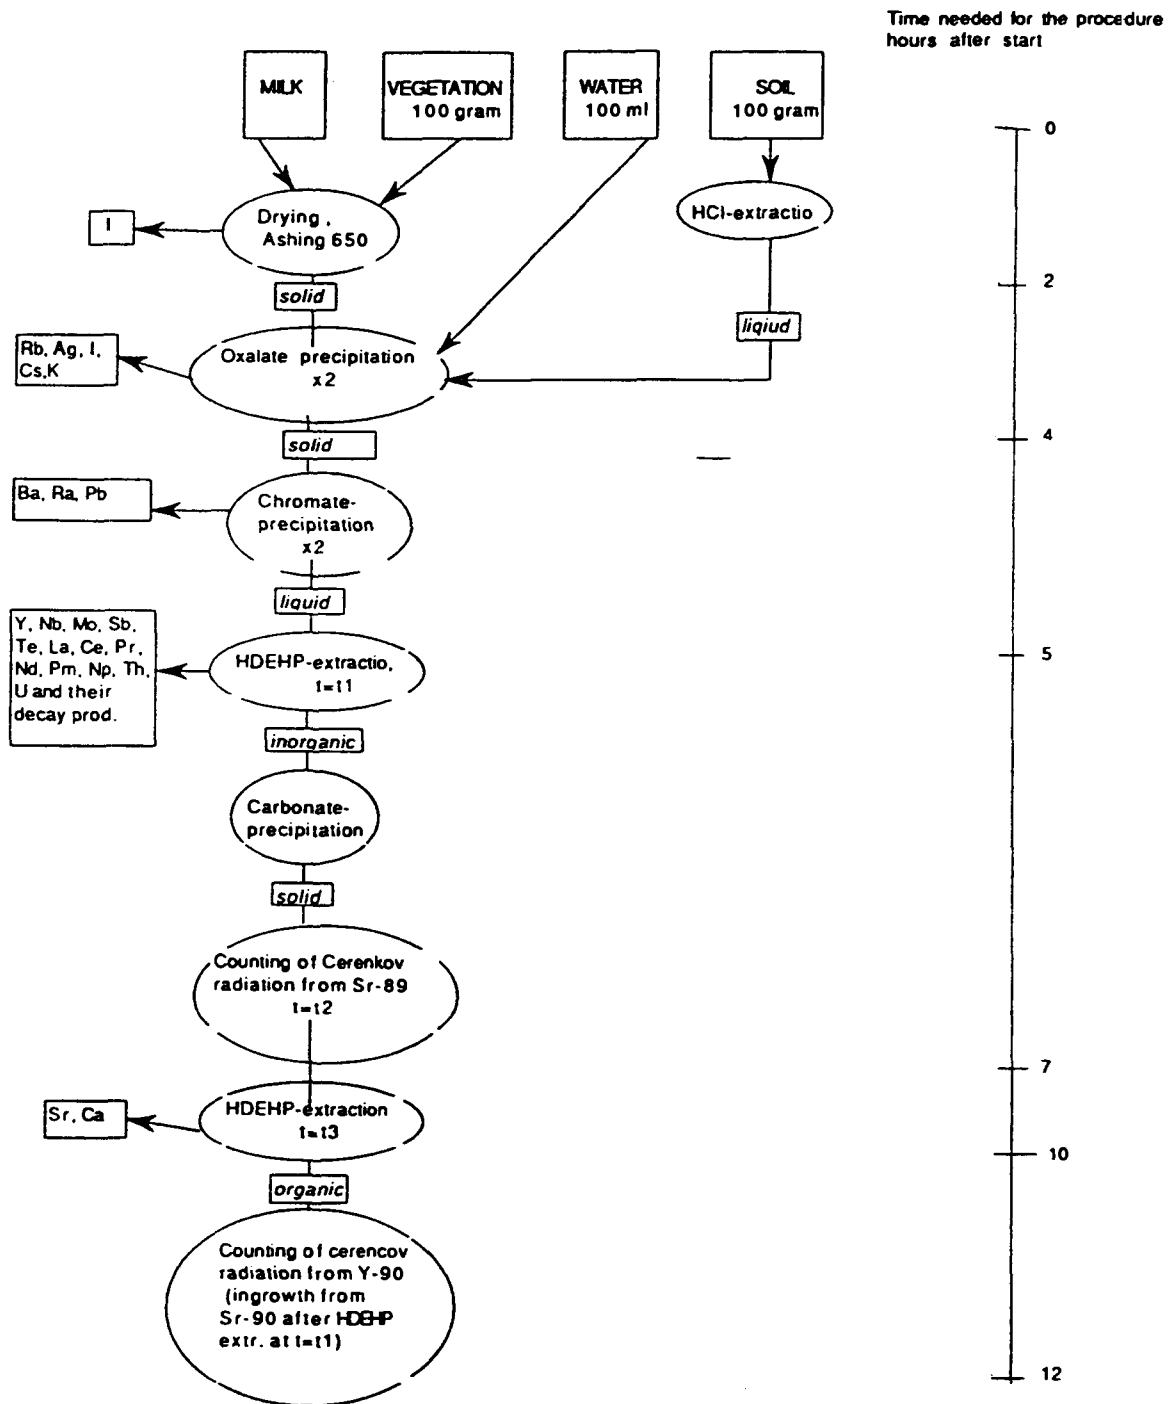 Time needed for the procedure
hours after start
MILK
VEGETATION
100 gram
WATER
100 ml
SOIL
100 gram
0
I
Drying,
Ashing 650
HCl-extractio
2
solid
liqiud
Rb, Ag, I,
Cs,K
Oxalate precipitation
x2
4
solid
Ba, Ra, Pb
Chromate-
precipitation
x2
liquid
Y, Nb, Mo, Sb,
Te, La, Ce, Pr,
Nd, Pm, Np, Th,
U and their
decay prod.
HDEHP-extractio,
t=t1
5
inorganic
Carbonate-
precipitation
solid
Counting of Cerenkov
radiation from Sr-89
t=t2
7
Sr, Ca
HDEHP-extraction
t=t3
10
organic
Counting of cerencov
radiation from Y-90
(ingrowth from
Sr-90 after HDEHP
extr. at t=t1)
12